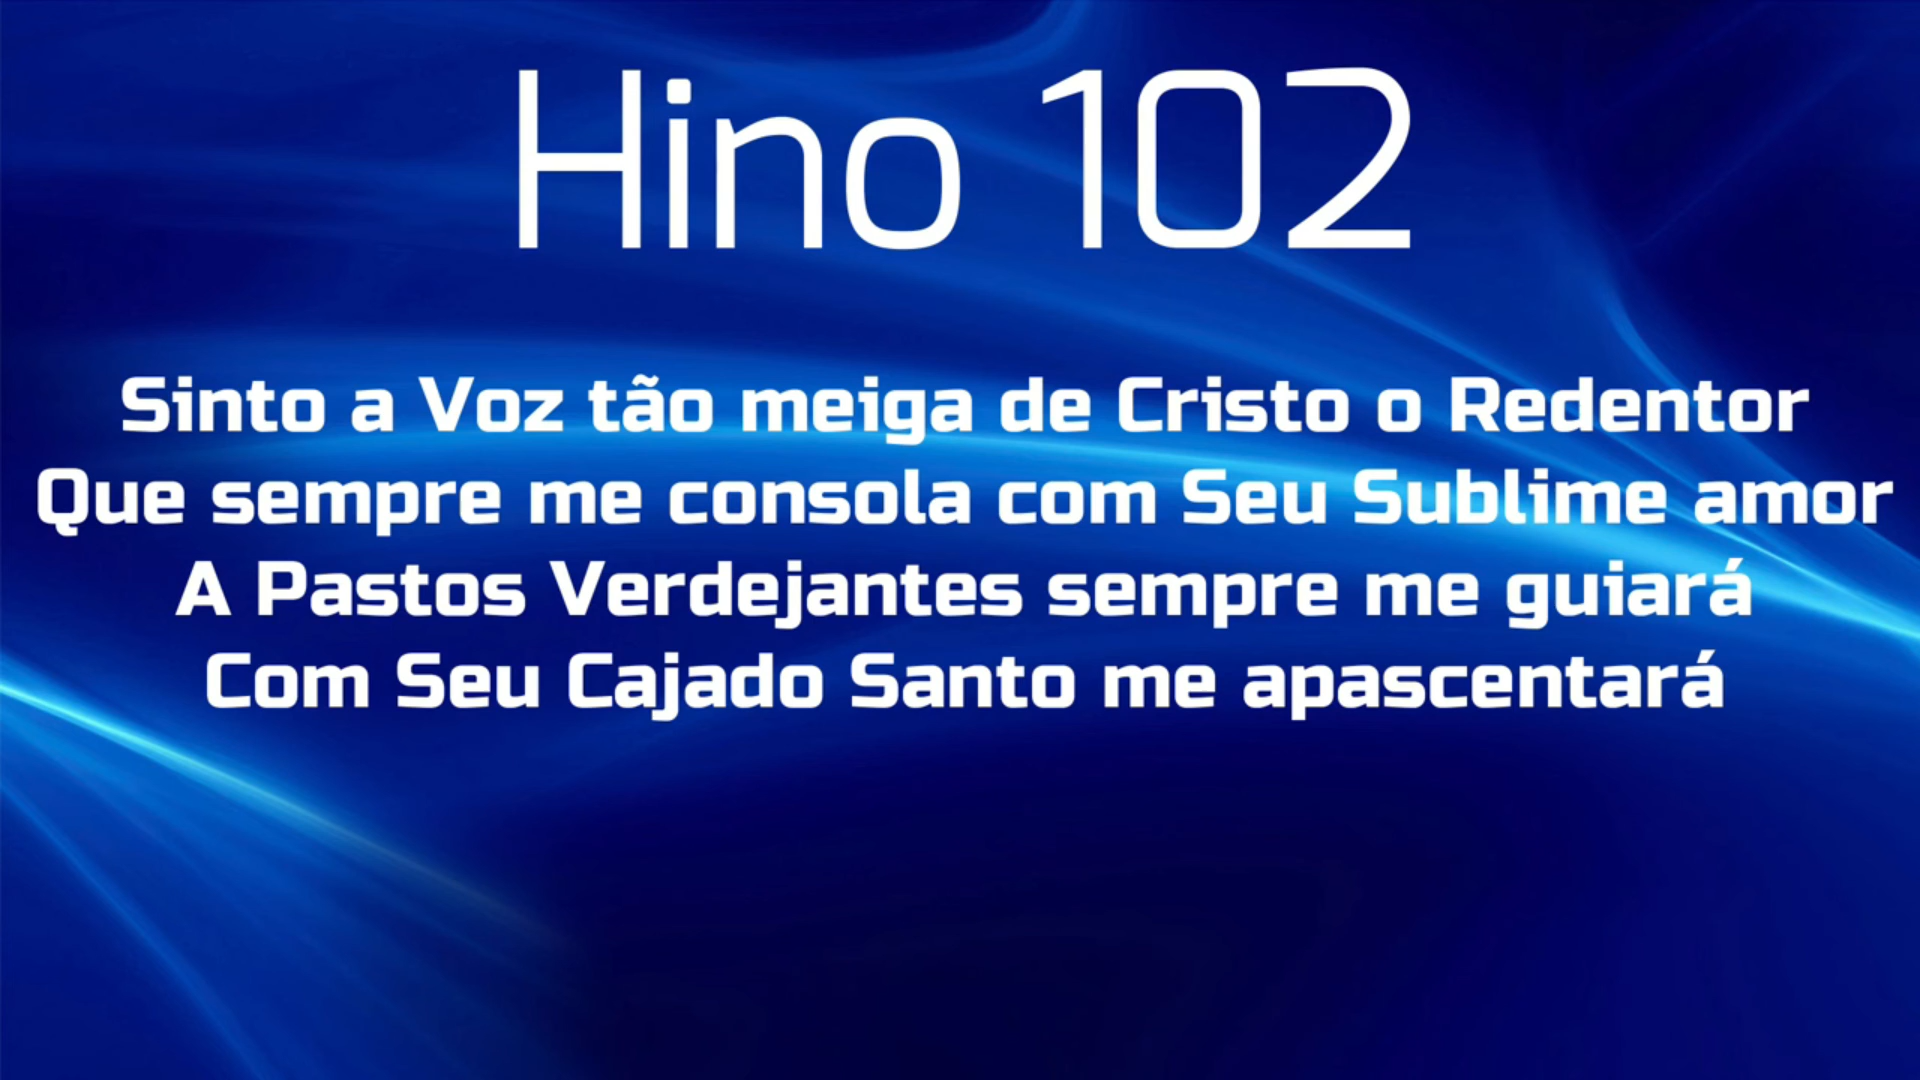 Hino 102
Sinto a Voz tão meiga de Cristo o Redentor
Que sempre me consola com Seu Sublime amor
A Pastos Verdejantes sempre me guiará
Com Seu Cajado Santo me apascentará